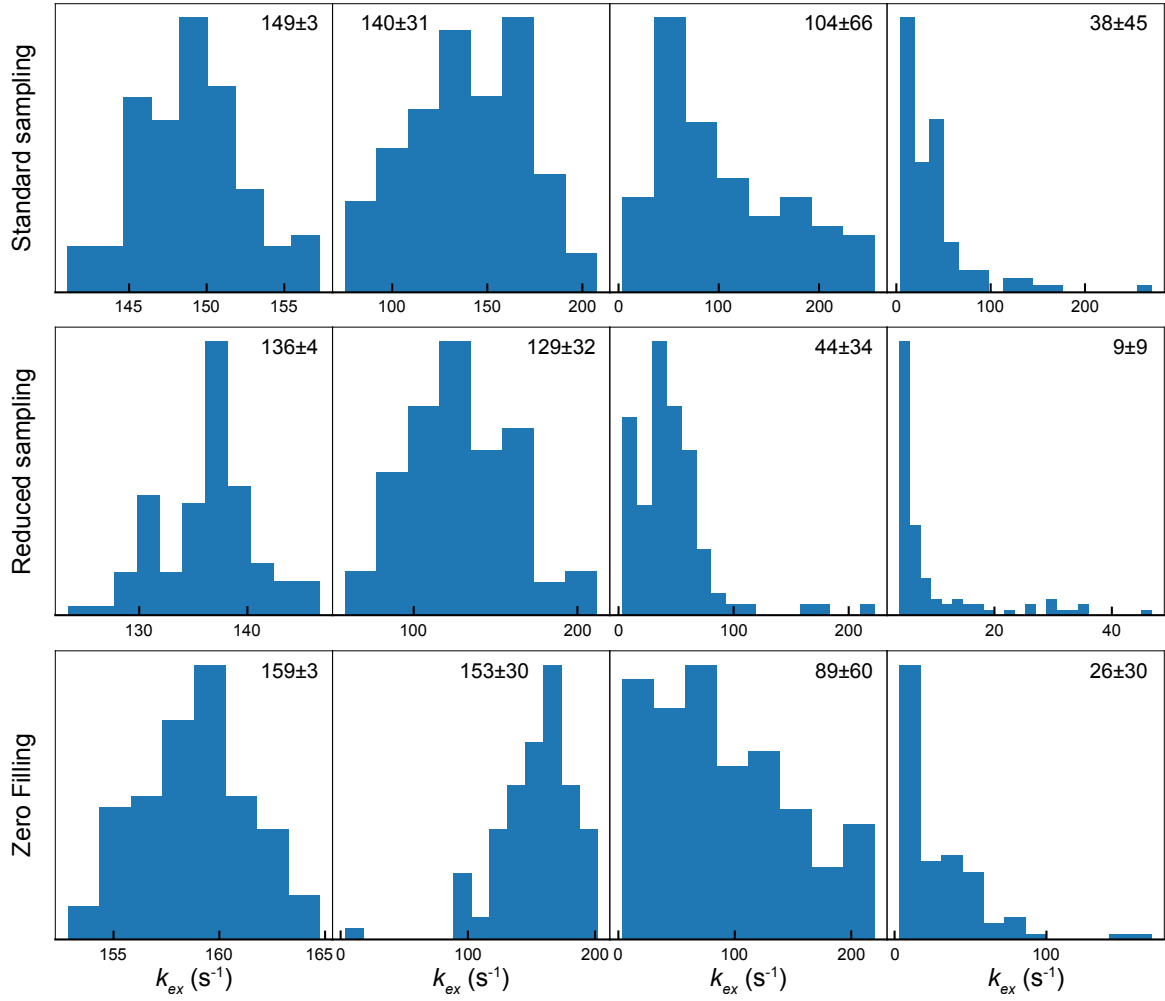 Standard sampling
149±3
140±31
104±66
38±45
145 150 155
100 150 200
0 100 200
0 100 200
Reduced sampling
136±4
129±32
44±34
9±9
130 140
100 200
0 100 200
20 40
Zero Filling
159±3
153±30
89±60
26±30
155 160 165
0 100 200
0 100 200
0 100
kex (s-1)
kex (s-1)
kex (s-1)
kex (s-1)